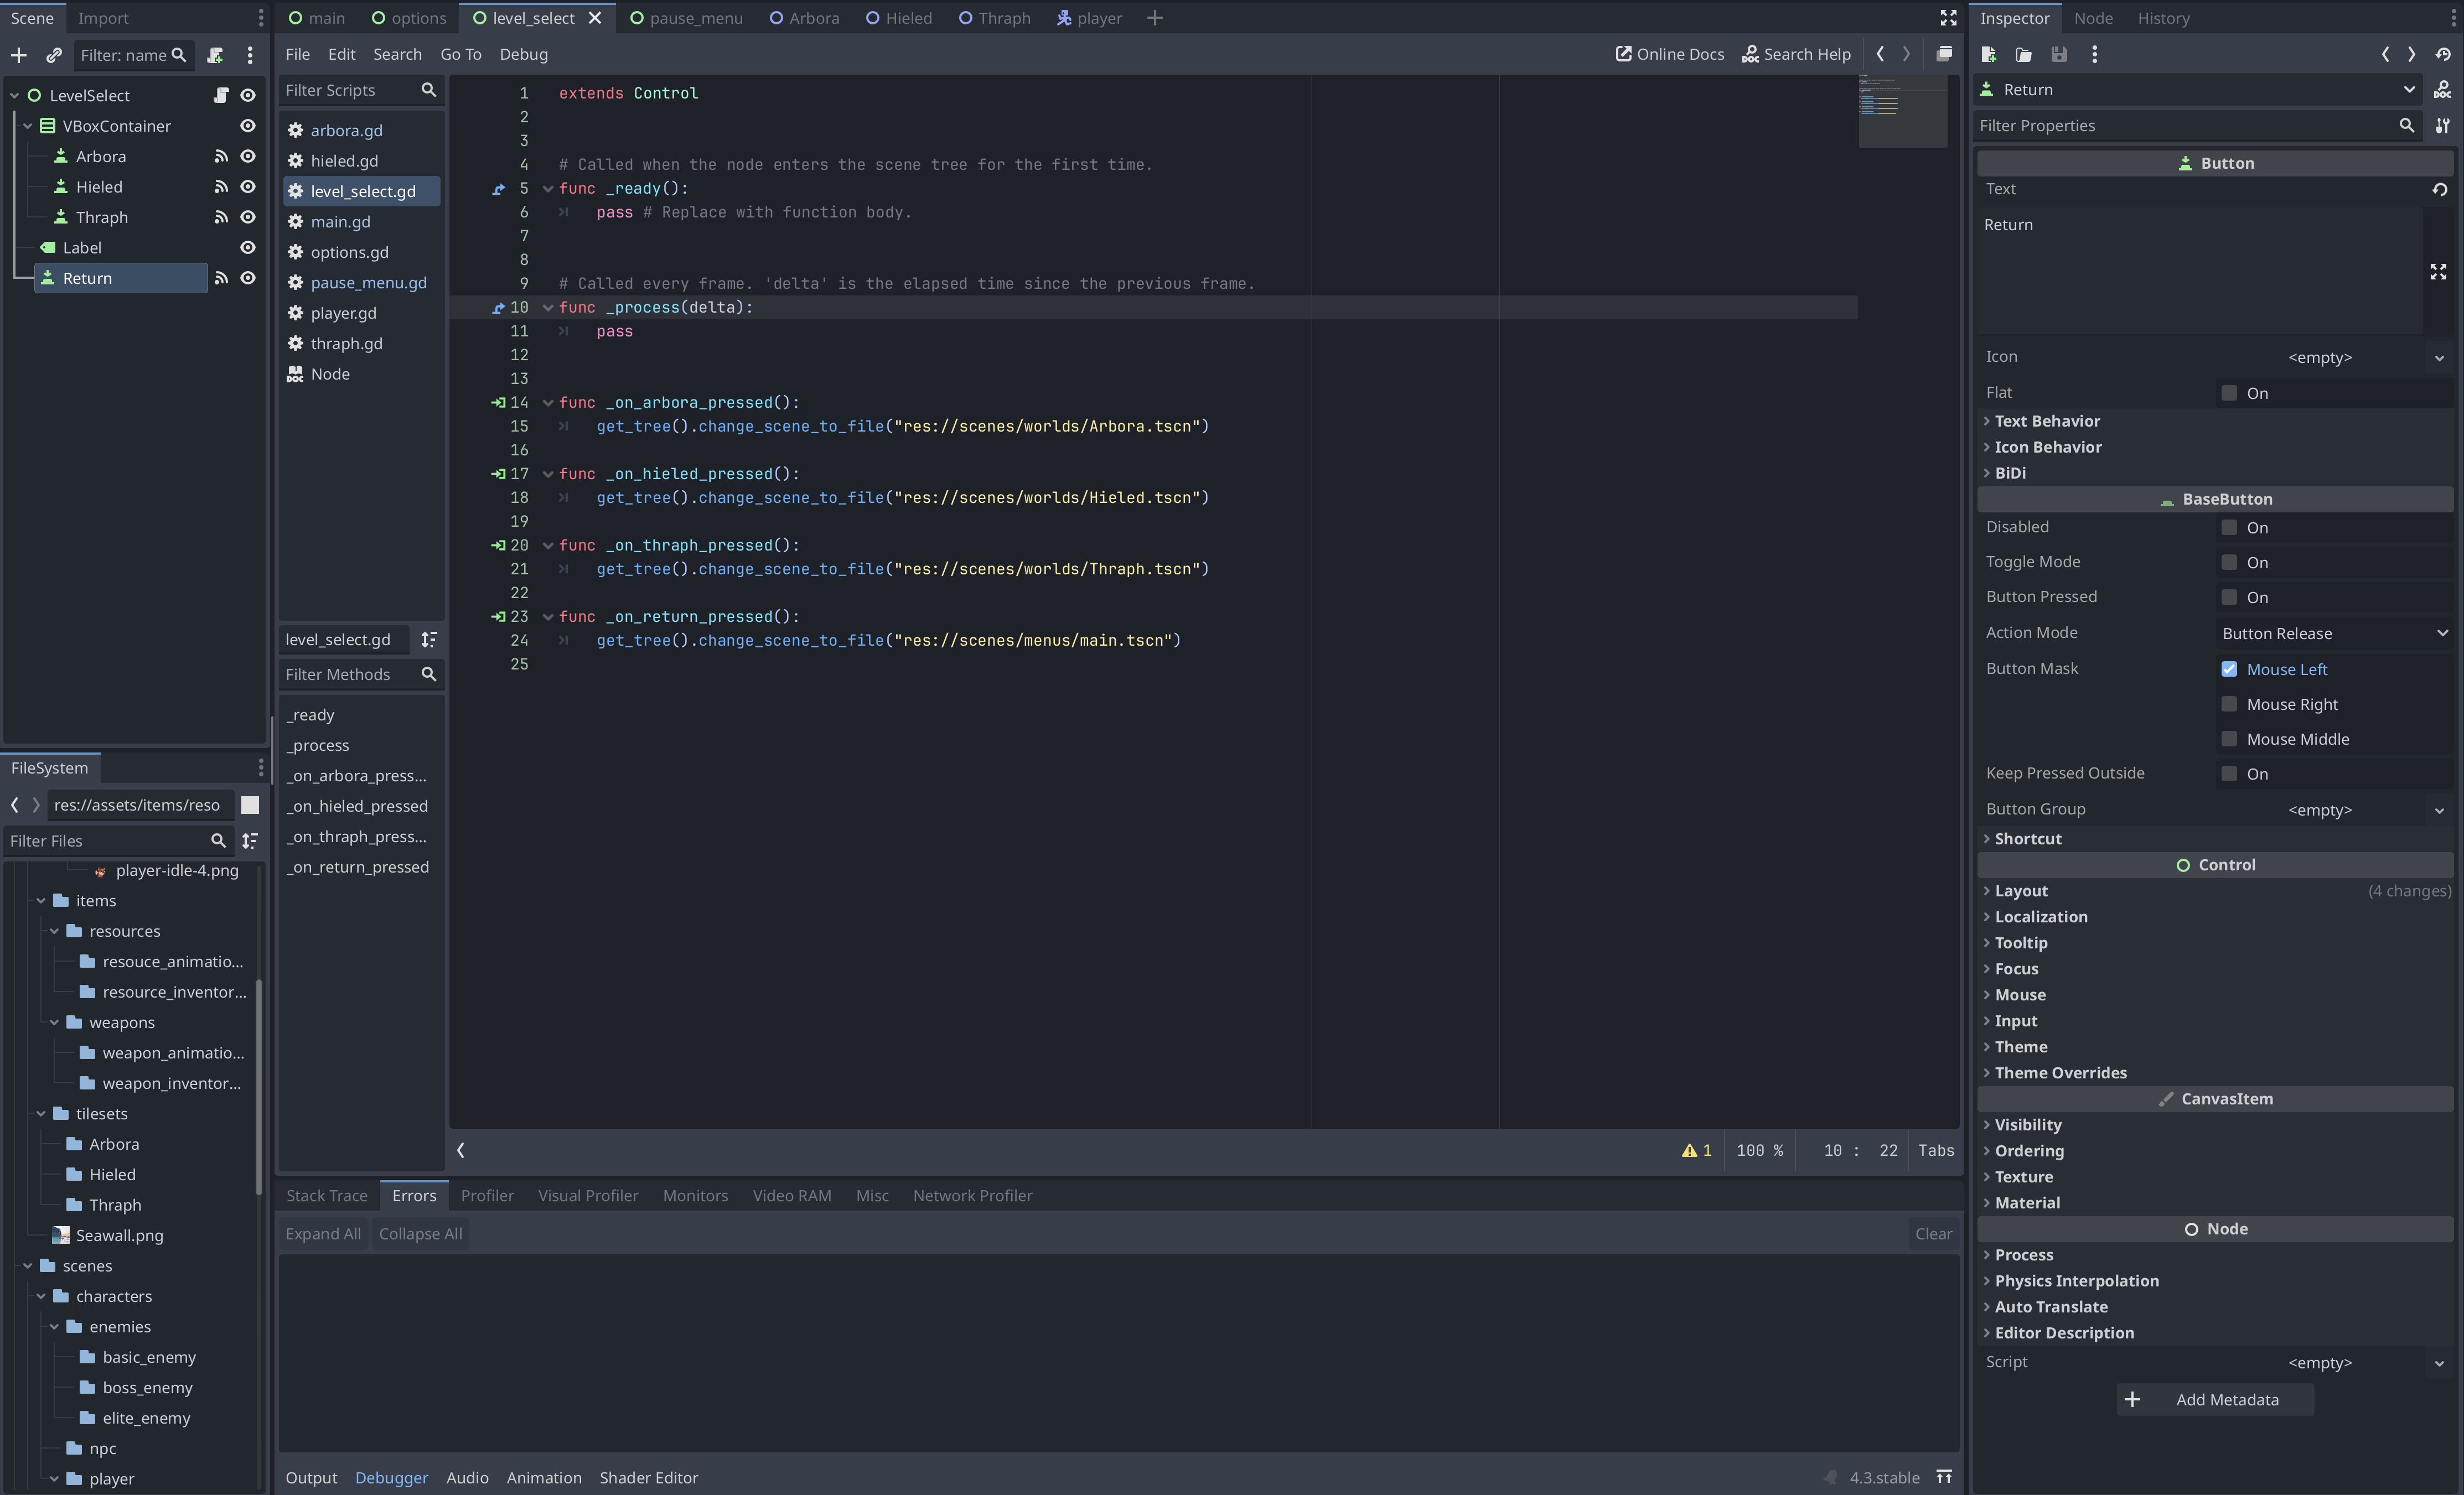 Scene Import
Filter: name
LevelSelect
VBoxContainer
Arbora
Hieled
Thraph
Label
Return
FileSystem
res://assets/items/reso
Filter Files
player-idle-4.png
items
resources
resouce_animatio...
resource_inventor...
weapons
weapon_animatio...
weapon_inventor...
tilesets
Arbora
Hieled
Thraph
Seawall.png
scenes
characters
enemies
basic_enemy
boss_enemy
elite_enemy
npc
player
main options level_select pause_menu Arbora Hieled Thraph player
File Edit Search Go To Debug Online Docs Search Help
Filter Scripts
arbora.gd
hieled.gd
level_select.gd
main.gd
options.gd
pause_menu.gd
player.gd
thraph.gd
DOC Node
level_select.gd
Filter Methods
_ready
_process
_on_arbora_press...
_on_hieled_pressed
_on_thraph_press...
_on_return_pressed
1 extends Control
2
3
4 # Called when the node enters the scene tree for the first time.
5 func _ready():
6 pass # Replace with function body.
7
8
9 # Called every frame. 'delta' is the elapsed time since the previous frame.
10 func _process(delta):
11 pass
12
13
14 func _on_arbora_pressed():
15 get_tree().change_scene_to_file("res://scenes/worlds/Arbora.tscn")
16
17 func _on_hieled_pressed():
18 get_tree().change_scene_to_file("res://scenes/worlds/Hieled.tscn")
19
20 func _on_thraph_pressed():
21 get_tree().change_scene_to_file("res://scenes/worlds/Thraph.tscn")
22
23 func _on_return_pressed():
24 get_tree().change_scene_to_file("res://scenes/menus/main.tscn")
25
1 100 % 10 : 22 Tabs
Stack Trace Errors Profiler Visual Profiler Monitors Video RAM Misc Network Profiler
Expand All Collapse All Clear
Output Debugger Audio Animation Shader Editor 4.3.stable
Inspector Node History
Return
DOC
Filter Properties
Button
Text
Return
Icon <empty>
Flat On
Text Behavior
Icon Behavior
BiDi
BaseButton
Disabled On
Toggle Mode On
Button Pressed On
Action Mode Button Release
Button Mask Mouse Left
Mouse Right
Mouse Middle
Keep Pressed Outside On
Button Group <empty>
Shortcut
Control
Layout (4 changes)
Localization
Tooltip
Focus
Mouse
Input
Theme
Theme Overrides
CanvasItem
Visibility
Ordering
Texture
Material
Node
Process
Physics Interpolation
Auto Translate
Editor Description
Script <empty>
Add Metadata